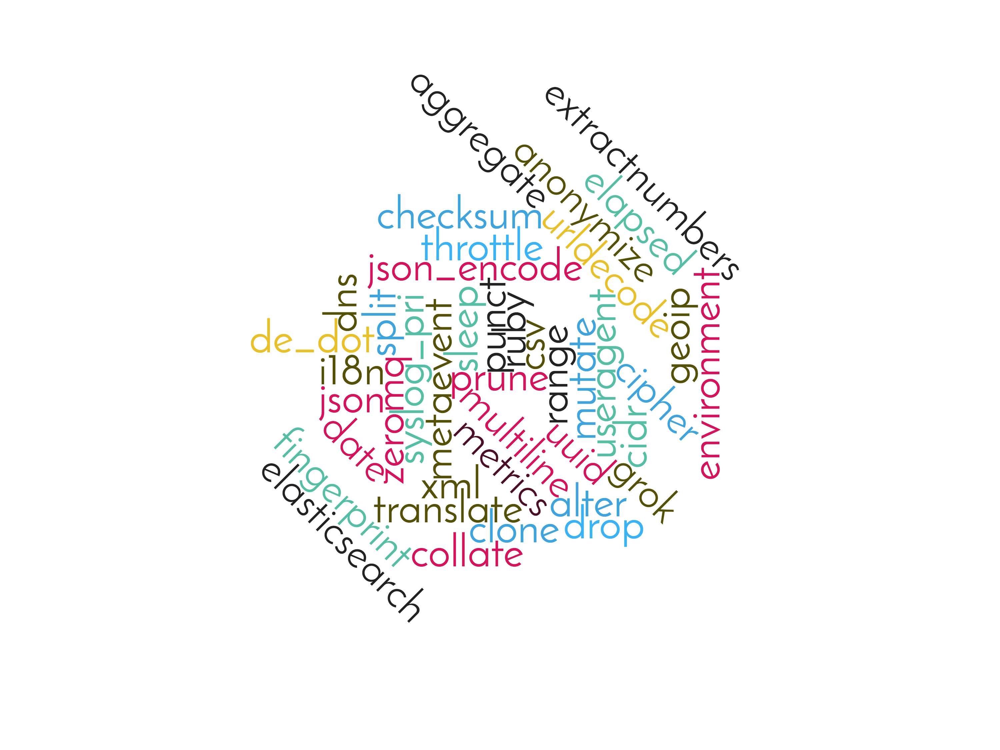 aggregate
extractnumbers
anonymize
elapsed
checksum
urldecode
throttle
json_encode
environment
dns
split
syslog_pri
metaevent
sleep
punct
ruby
csv
geoip
useragent
de_dot
mutate
range
i18n
zeromq
prune
cipher
json
multiline
cidr
date
metrics
uuid
fingerprint
grok
elasticsearch
xml
alter
translate
clone
drop
collate